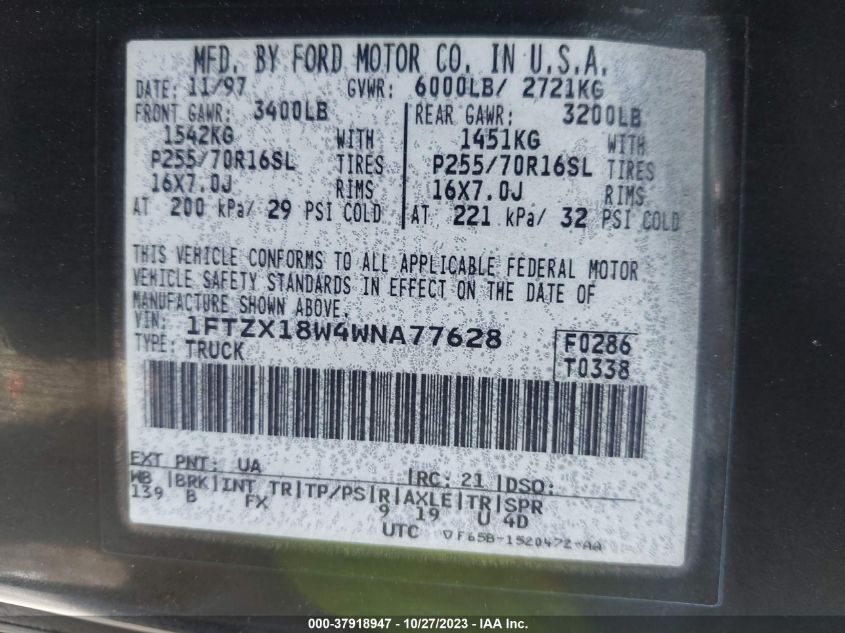 MFD. BY FORD MOTOR CO. IN U.S.A.
DATE: 11/97 GVWR: 6000LB/ 2721KG
FRONT GAWR: 3400LB REAR GAWR: 3200LB
1542KG WITH 1451KG WITH
P255/70R16SL TIRES P255/70R16SL TIRES
16X7.0J RIMS 16X7.0J RIMS
AT 200 kPa/ 29 PSI COLD AT 221 kPa/ 32 PSI COLD
THIS VEHICLE CONFORMS TO ALL APPLICABLE FEDERAL MOTOR
VEHICLE SAFETY STANDARDS IN EFFECT ON THE DATE OF
MANUFACTURE SHOWN ABOVE.
VIN: 1FTZX18W4WNA77628 F0286
TYPE: TRUCK T0338
EXT PNT: UA RC: 21 DSO:
WB BRK INT TR TP/PS R AXLE TR SPR
139 B FX 9 19 U 4D
UTC ▽F65B-1520472-AA
000-37918947 - 10/27/2023 - IAA Inc.